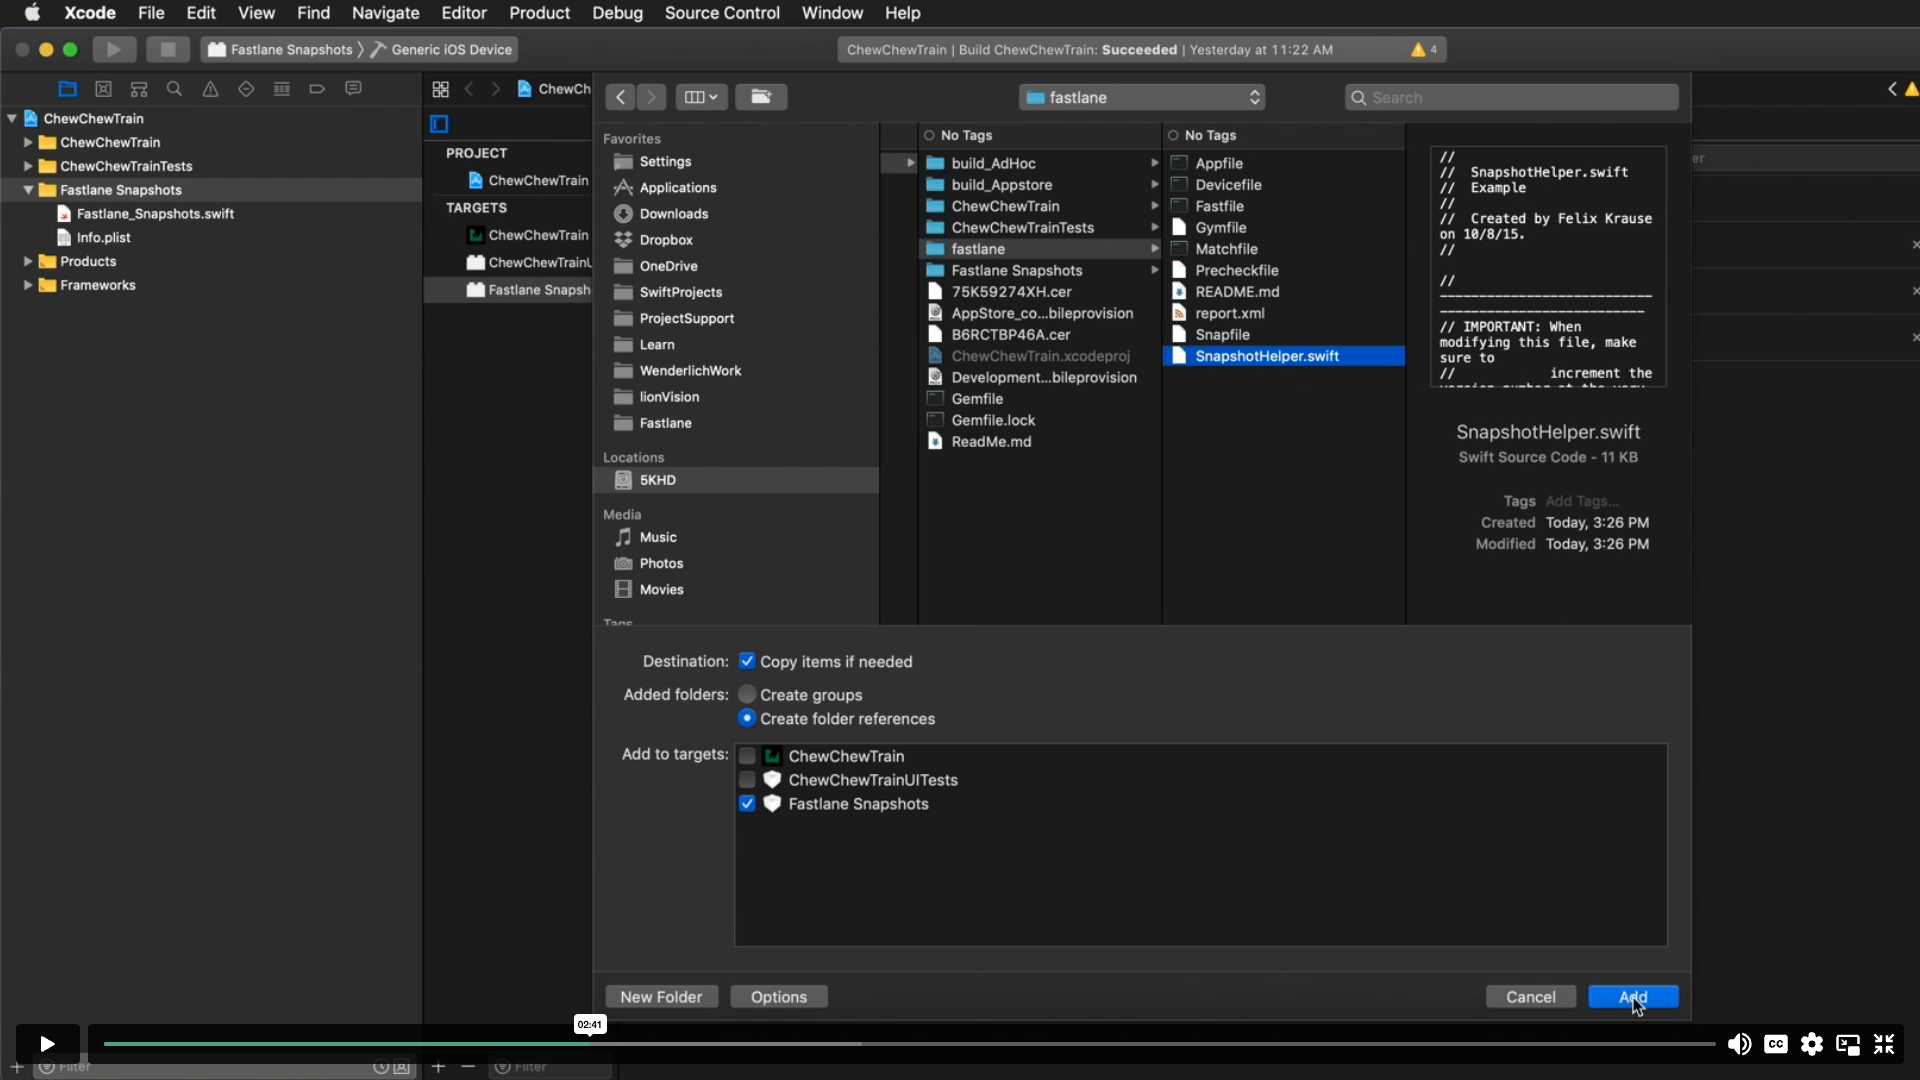 Xcode File Edit View Find Navigate Editor Product Debug Source Control Window Help
Fastlane Snapshots Generic iOS Device
ChewChewTrain | Build ChewChewTrain: Succeeded | Yesterday at 11:22 AM
4
ChewChewTrain
ChewChewTrain
ChewChewTrainTests
Fastlane Snapshots
Fastlane_Snapshots.swift
Info.plist
Products
Frameworks
ChewCh
PROJECT
ChewChewTrain
TARGETS
ChewChewTrain
ChewChewTrainU
Fastlane Snapsh
fastlane
Search
Favorites
Settings
Applications
Downloads
Dropbox
OneDrive
SwiftProjects
ProjectSupport
Learn
WenderlichWork
lionVision
Fastlane
Locations
5KHD
Media
Music
Photos
Movies
Tags
No Tags
build_AdHoc
build_Appstore
ChewChewTrain
ChewChewTrainTests
fastlane
Fastlane Snapshots
75K59274XH.cer
AppStore_co...bileprovision
B6RCTBP46A.cer
ChewChewTrain.xcodeproj
Development...bileprovision
Gemfile
Gemfile.lock
ReadMe.md
No Tags
Appfile
Devicefile
Fastfile
Gymfile
Matchfile
Precheckfile
README.md
report.xml
Snapfile
SnapshotHelper.swift
//
// SnapshotHelper.swift
// Example
//
// Created by Felix Krause
on 10/8/15.
//
//
// IMPORTANT: When
modifying this file, make
sure to
// increment the
SnapshotHelper.swift
Swift Source Code - 11 KB
Tags Add Tags...
Created Today, 3:26 PM
Modified Today, 3:26 PM
er
Destination: Copy items if needed
Added folders: Create groups
Create folder references
Add to targets: ChewChewTrain
ChewChewTrainUITests
Fastlane Snapshots
New Folder Options Cancel Add
02:41
CC
Filter
Filter